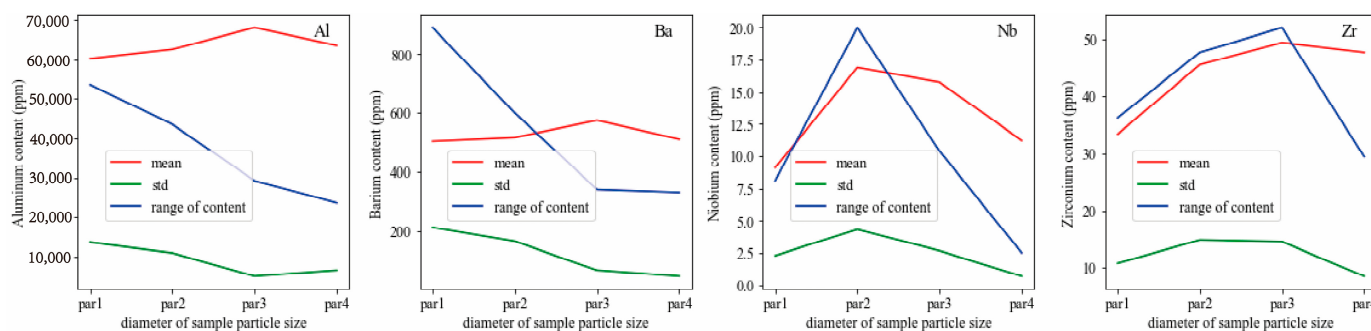 Al
Aluminum content (ppm)
70,000
60,000
50,000
40,000
30,000
20,000
10,000
mean
std
range of content
par1 par2 par3 par4
diameter of sample particle size
Ba
Barium content (ppm)
800
600
400
200
mean
std
range of content
par1 par2 par3 par4
diameter of sample particle size
Nb
Niobium content (ppm)
20.0
17.5
15.0
12.5
10.0
7.5
5.0
2.5
0.0
mean
std
range of content
par1 par2 par3 par4
diameter of sample particle size
Zr
Zirconium content (ppm)
50
40
30
20
10
mean
std
range of content
par1 par2 par3 par
diameter of sample particle size